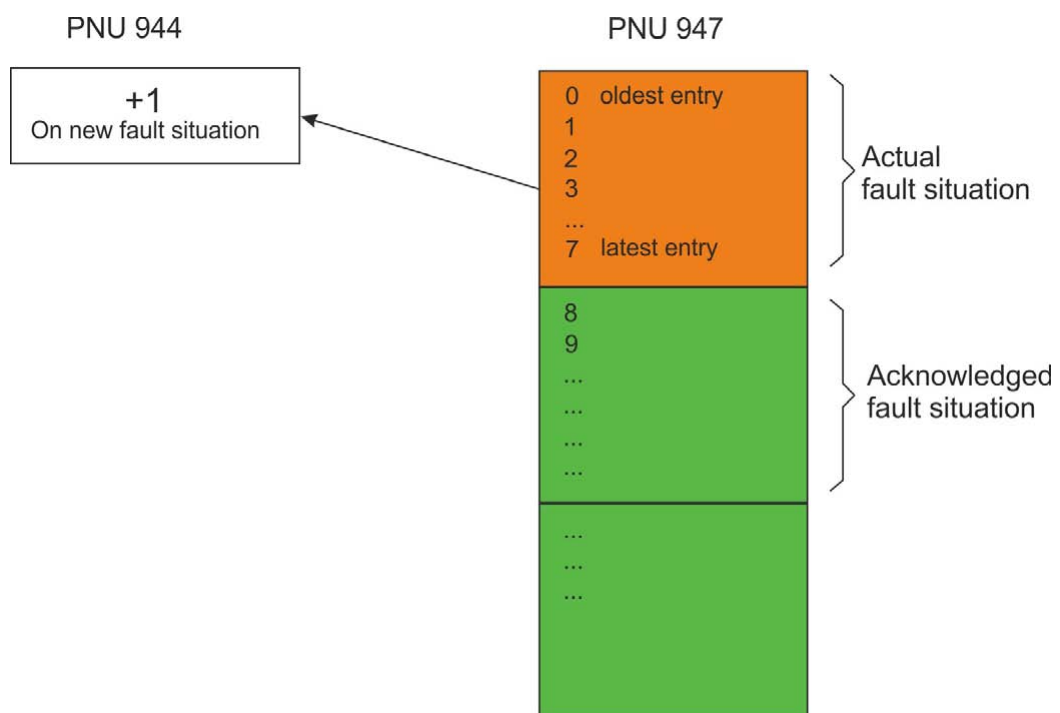 PNU 944
PNU 947
+1
On new fault situation
0 oldest entry
1
2
3
...
7 latest entry
Actual
fault situation
8
9
...
...
...
...
Acknowledged
fault situation
...
...
...